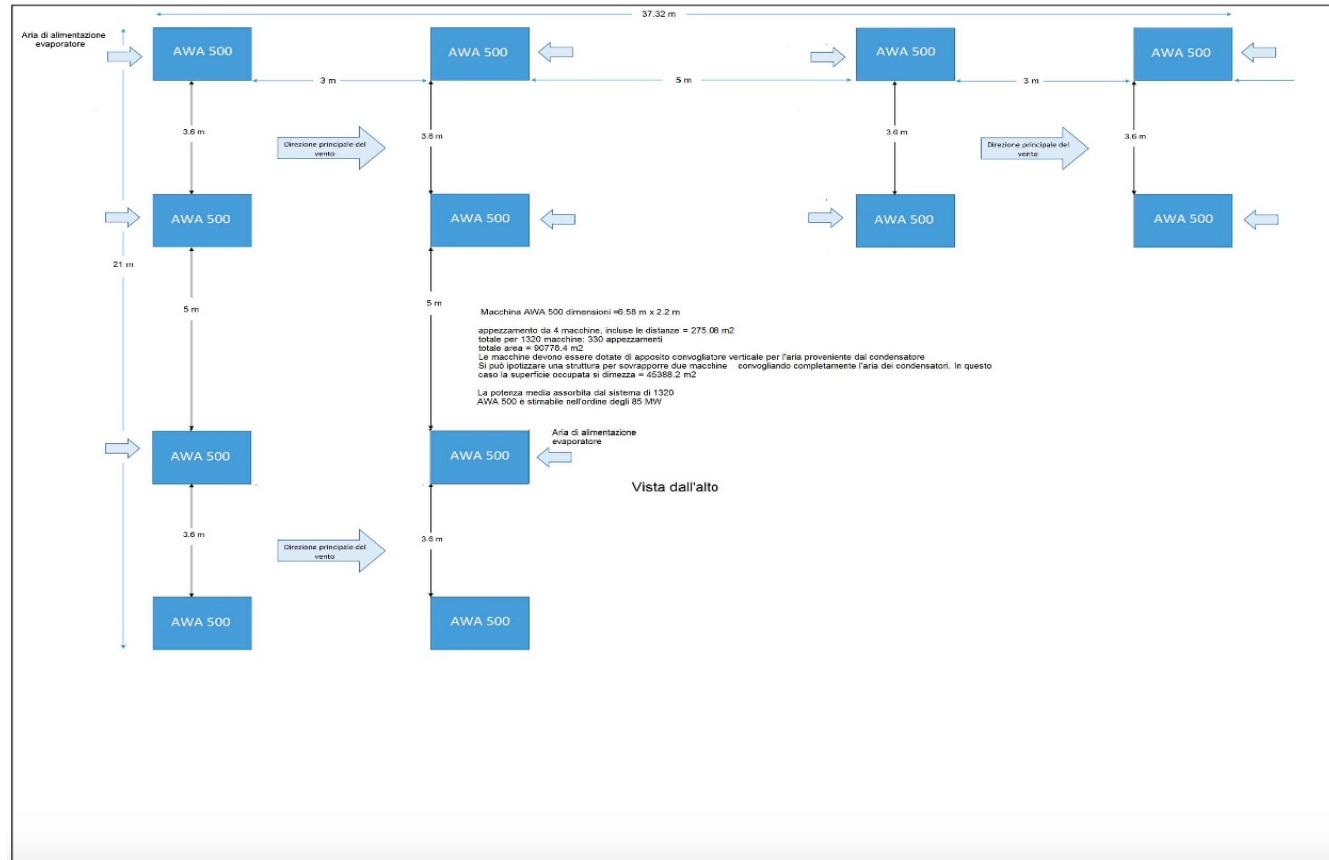 37.32 m
Aria di alimentazione
evaporatore
AWA 500
AWA 500
AWA 500
AWA 500
3 m
5 m
3 m
3.6 m
3.6 m
3.6 m
3.6 m
Direzione principale del
vento
Direzione principale del
vento
AWA 500
AWA 500
AWA 500
AWA 500
21 m
5 m
5 m
Macchina AWA 500 dimensioni =6.58 m x 2.2 m
appezzamento da 4 macchine, incluse le distanze = 275.08 m2
totale per 1320 macchine: 330 appezzamenti
totale area = 90776.4 m2
Le macchine devono essere dotate di apposito convogliatore verticale per l'aria proveniente dal condensatore
Si può ipotizzare una struttura per sovrapporre due macchine convogliando completamente l'aria dei condensatori. In questo
caso la superficie occupata si dimezza = 45388.2 m2
La potenza media assorbita dal sistema di 1320
AWA 500 è stimabile nell'ordine degli 85 MW
Aria di alimentazione
evaporatore
AWA 500
AWA 500
Vista dall'alto
3.6 m
3.6 m
Direzione principale del
vento
AWA 500
AWA 500